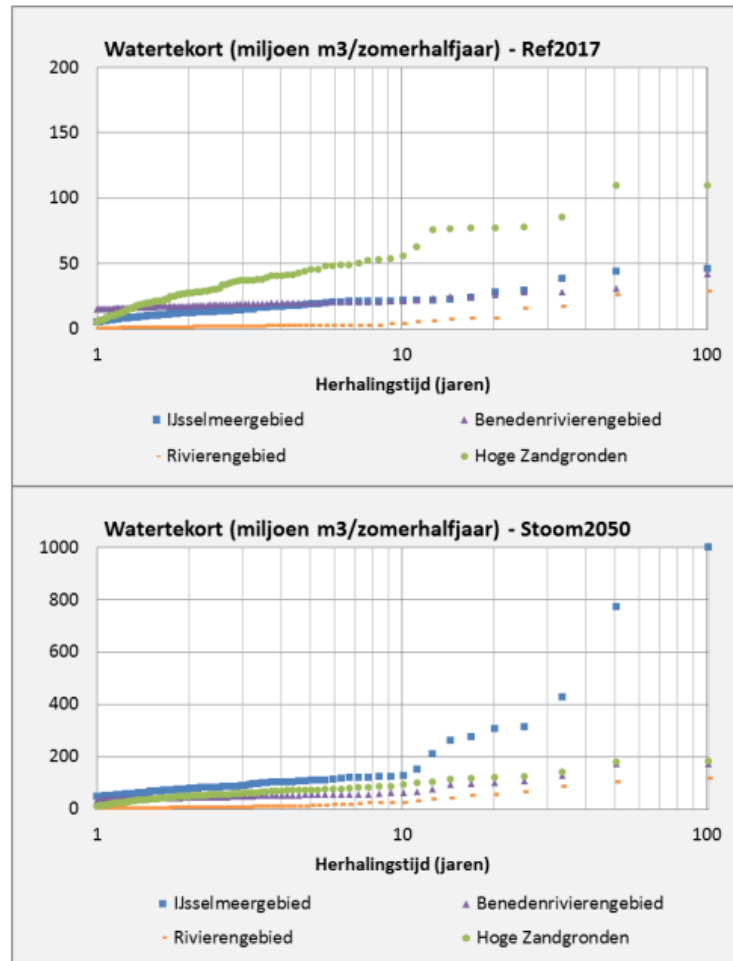 Watertekort (miljoen m3/zomerhalfjaar) - Ref2017
200
150
100
50
0
1 10 100
Herhalingstijd (jaren)
IJsselmeergebied Benedenrivierengebied
Rivierengebied Hoge Zandgronden
Watertekort (miljoen m3/zomerhalfjaar) - Stoom2050
1000
800
600
400
200
0
1 10 100
Herhalingstijd (jaren)
IJsselmeergebied Benedenrivierengebied
Rivierengebied Hoge Zandgronden